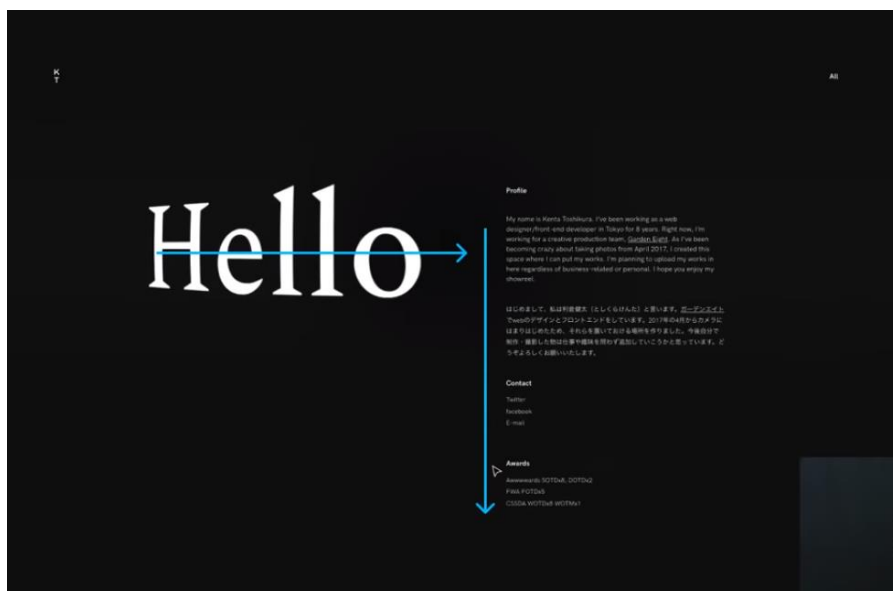 K
T
All
Hello
Profile
My name is Kenta Toshikura. I've been working as a web
designer/front-end developer in Tokyo for 8 years. Right now, I'm
working for a creative production team, Garden Eight. As I've been
becoming crazy about taking photos from April 2017, I created this
space where I can put my works. I'm planning to upload my works in
here regardless of business-related or personal. I hope you enjoy my
showreel.
はじめまして、私は利倉健太（としくらけんた）と言います。ガーデンエイト
でwebのデザインとフロントエンドをしています。2017年の4月からカメラに
はまりはじめたため、それらを置いておける場所を作りました。今後自分で
制作・撮影した物は仕事や趣味を問わず追加していこうかと思っています。ど
うぞよろしくお願いいたします。
Contact
Twitter
Facebook
E-mail
Awards
Awwwards SOTDx8, DOTDx2
FWA FOTDx5
CSSDA WOTDx8 WOTMx1